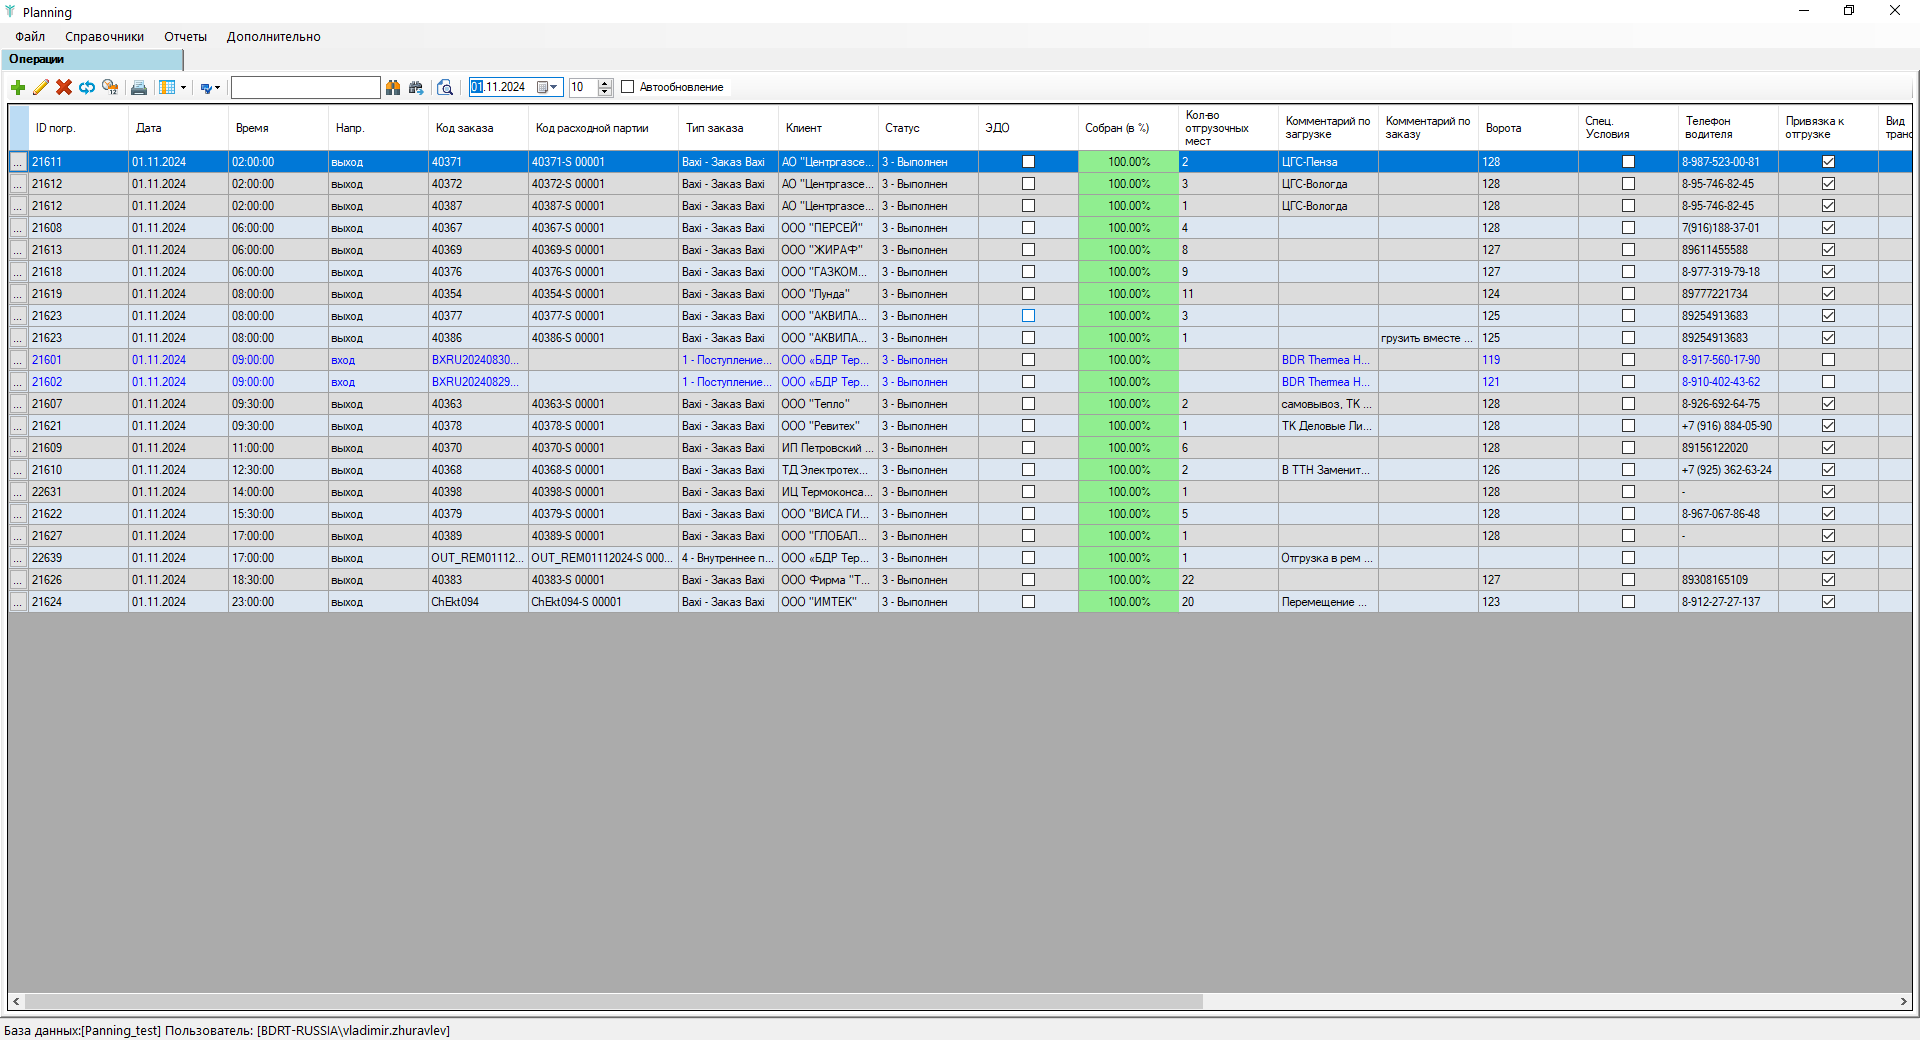 Planning
Файл Справочники Отчеты Дополнительно
Операции
01.11.2024 10 Автообновление
ID погр. Дата Время Напр. Код заказа Код расходной партии Тип заказа Клиент Статус ЭДО Собран (в %) Кол-во отгрузочных мест Комментарий по загрузке Комментарий по заказу Ворота Спец. Условия Телефон водителя Привязка к отгрузке Вид транс
... 21611 01.11.2024 02:00:00 выход 40371 40371-S 00001 Baxi - Заказ Baxi АО "Центргазсе... 3 - Выполнен 100.00% 2 ЦГС-Пенза 128 8-987-523-00-81
... 21612 01.11.2024 02:00:00 выход 40372 40372-S 00001 Baxi - Заказ Baxi АО "Центргазсе... 3 - Выполнен 100.00% 3 ЦГС-Вологда 128 8-95-746-82-45
... 21612 01.11.2024 02:00:00 выход 40387 40387-S 00001 Baxi - Заказ Baxi АО "Центргазсе... 3 - Выполнен 100.00% 1 ЦГС-Вологда 128 8-95-746-82-45
... 21608 01.11.2024 06:00:00 выход 40367 40367-S 00001 Baxi - Заказ Baxi ООО "ПЕРСЕЙ" 3 - Выполнен 100.00% 4 128 7(916)188-37-01
... 21613 01.11.2024 06:00:00 выход 40369 40369-S 00001 Baxi - Заказ Baxi ООО "ЖИРАФ" 3 - Выполнен 100.00% 8 127 89611455588
... 21618 01.11.2024 06:00:00 выход 40376 40376-S 00001 Baxi - Заказ Baxi ООО "ГАЗКОМ... 3 - Выполнен 100.00% 9 127 8-977-319-79-18
... 21619 01.11.2024 08:00:00 выход 40354 40354-S 00001 Baxi - Заказ Baxi ООО "Лунда" 3 - Выполнен 100.00% 11 124 89777221734
... 21623 01.11.2024 08:00:00 выход 40377 40377-S 00001 Baxi - Заказ Baxi ООО "АКВИЛА... 3 - Выполнен 100.00% 3 125 89254913683
... 21623 01.11.2024 08:00:00 выход 40386 40386-S 00001 Baxi - Заказ Baxi ООО "АКВИЛА... 3 - Выполнен 100.00% 1 грузить вместе ... 125 89254913683
... 21601 01.11.2024 09:00:00 вход BXRU20240830... 1 - Поступление... ООО «БДР Тер... 3 - Выполнен 100.00% BDR Thermea H... 119 8-917-560-17-90
... 21602 01.11.2024 09:00:00 вход BXRU20240829... 1 - Поступление... ООО «БДР Тер... 3 - Выполнен 100.00% BDR Thermea H... 121 8-910-402-43-62
... 21607 01.11.2024 09:30:00 выход 40363 40363-S 00001 Baxi - Заказ Baxi ООО "Тепло" 3 - Выполнен 100.00% 2 самовывоз, ТК ... 128 8-926-692-64-75
... 21621 01.11.2024 09:30:00 выход 40378 40378-S 00001 Baxi - Заказ Baxi ООО "Ревитех" 3 - Выполнен 100.00% 1 ТК Деловые Ли... 128 +7 (916) 884-05-90
... 21609 01.11.2024 11:00:00 выход 40370 40370-S 00001 Baxi - Заказ Baxi ИП Петровский ... 3 - Выполнен 100.00% 6 128 89156122020
... 21610 01.11.2024 12:30:00 выход 40368 40368-S 00001 Baxi - Заказ Baxi ТД Электротех... 3 - Выполнен 100.00% 2 В ТТН Заменит... 126 +7 (925) 362-63-24
... 22631 01.11.2024 14:00:00 выход 40398 40398-S 00001 Baxi - Заказ Baxi ИЦ Термоконса... 3 - Выполнен 100.00% 1 128 -
... 21622 01.11.2024 15:30:00 выход 40379 40379-S 00001 Baxi - Заказ Baxi ООО "ВИСА ГИ... 3 - Выполнен 100.00% 5 128 8-967-067-86-48
... 21627 01.11.2024 17:00:00 выход 40389 40389-S 00001 Baxi - Заказ Baxi ООО "ГЛОБАЛ... 3 - Выполнен 100.00% 1 128 -
... 22639 01.11.2024 17:00:00 выход OUT_REM01112... OUT_REM01112024-S 000... 4 - Внутреннее п... ООО «БДР Тер... 3 - Выполнен 100.00% 1 Отгрузка в рем ...
... 21626 01.11.2024 18:30:00 выход 40383 40383-S 00001 Baxi - Заказ Baxi ООО Фирма "Т... 3 - Выполнен 100.00% 22 127 89308165109
... 21624 01.11.2024 23:00:00 выход ChEkt094 ChEkt094-S 00001 Baxi - Заказ Baxi ООО "ИМТЕК" 3 - Выполнен 100.00% 20 Перемещение ... 123 8-912-27-27-137
База данных:[Panning_test] Пользователь: [BDRT-RUSSIA\vladimir.zhuravlev]